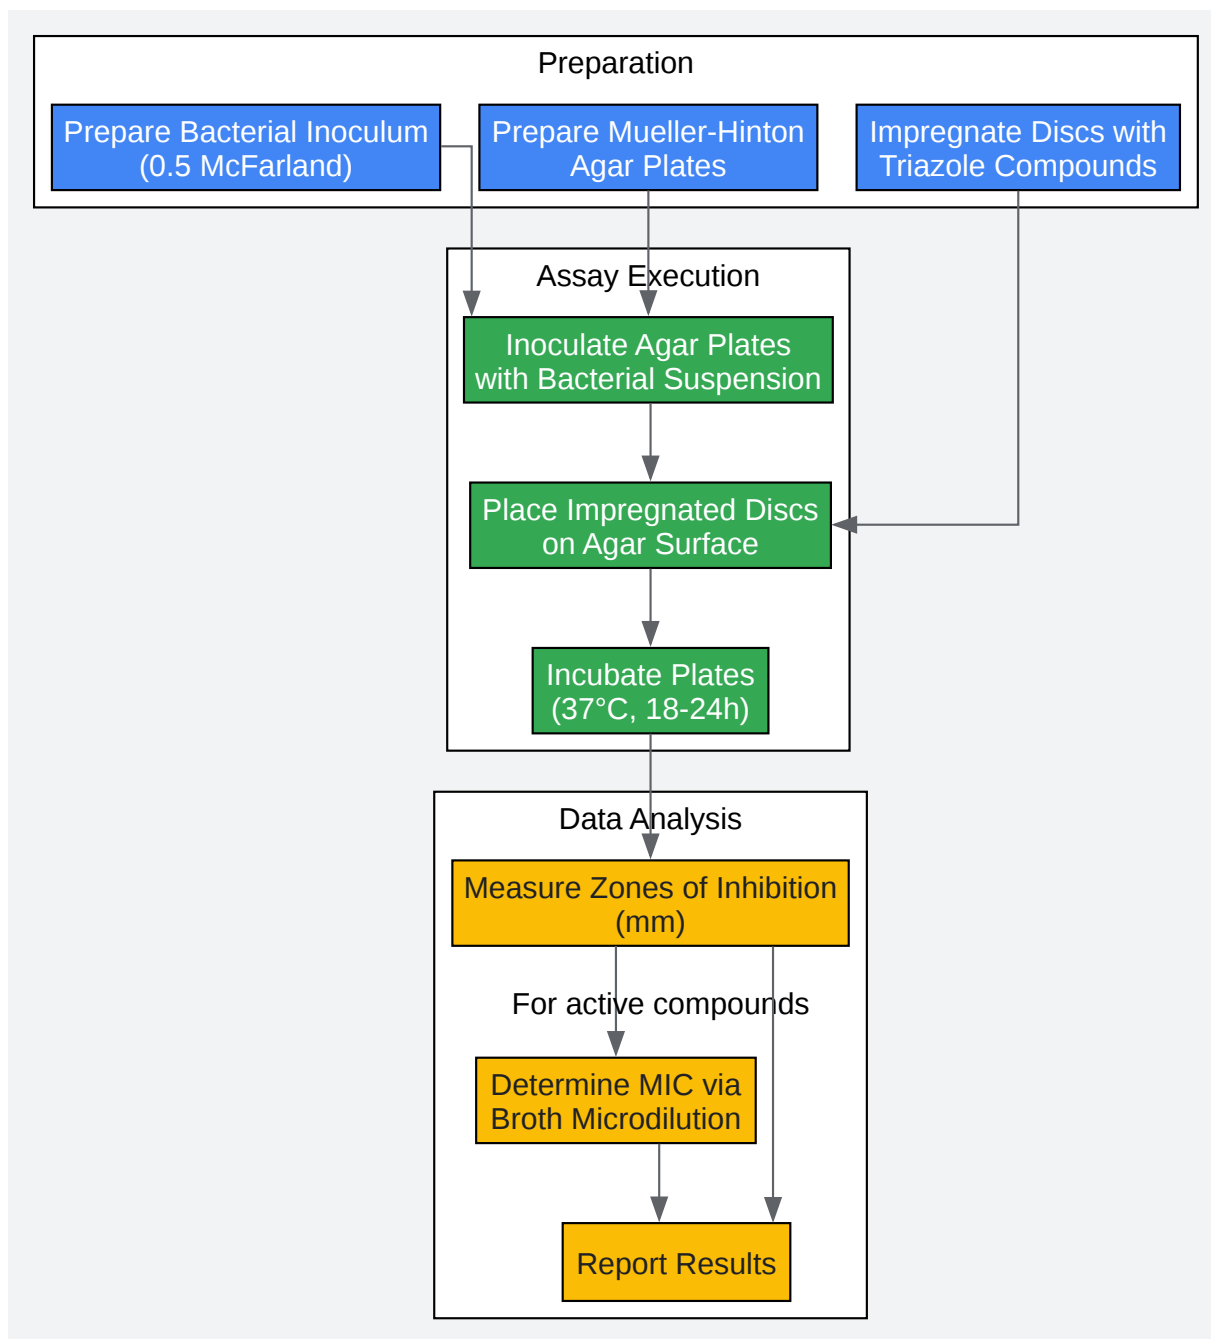 Preparation
Prepare Bacterial Inoculum
(0.5 McFarland)
Prepare Mueller-Hinton
Agar Plates
Impregnate Discs with
Triazole Compounds
Assay Execution
Inoculate Agar Plates
with Bacterial Suspension
Place Impregnated Discs
on Agar Surface
Incubate Plates
(37°C, 18-24h)
Data Analysis
Measure Zones of Inhibition
(mm)
For active compounds
Determine MIC via
Broth Microdilution
Report Results